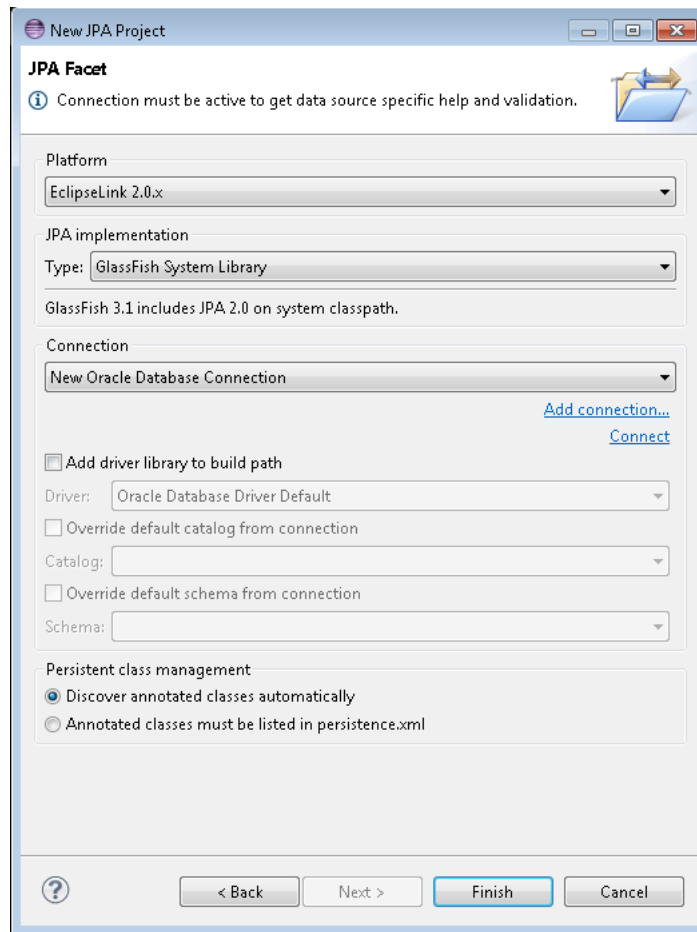 New JPA Project
JPA Facet
Connection must be active to get data source specific help and validation.
Platform
EclipseLink 2.0.x
JPA implementation
Type: GlassFish System Library
GlassFish 3.1 includes JPA 2.0 on system classpath.
Connection
New Oracle Database Connection
Add connection...
Connect
Add driver library to build path
Driver: Oracle Database Driver Default
Override default catalog from connection
Catalog:
Override default schema from connection
Schema:
Persistent class management
Discover annotated classes automatically
Annotated classes must be listed in persistence.xml
? < Back Next > Finish Cancel